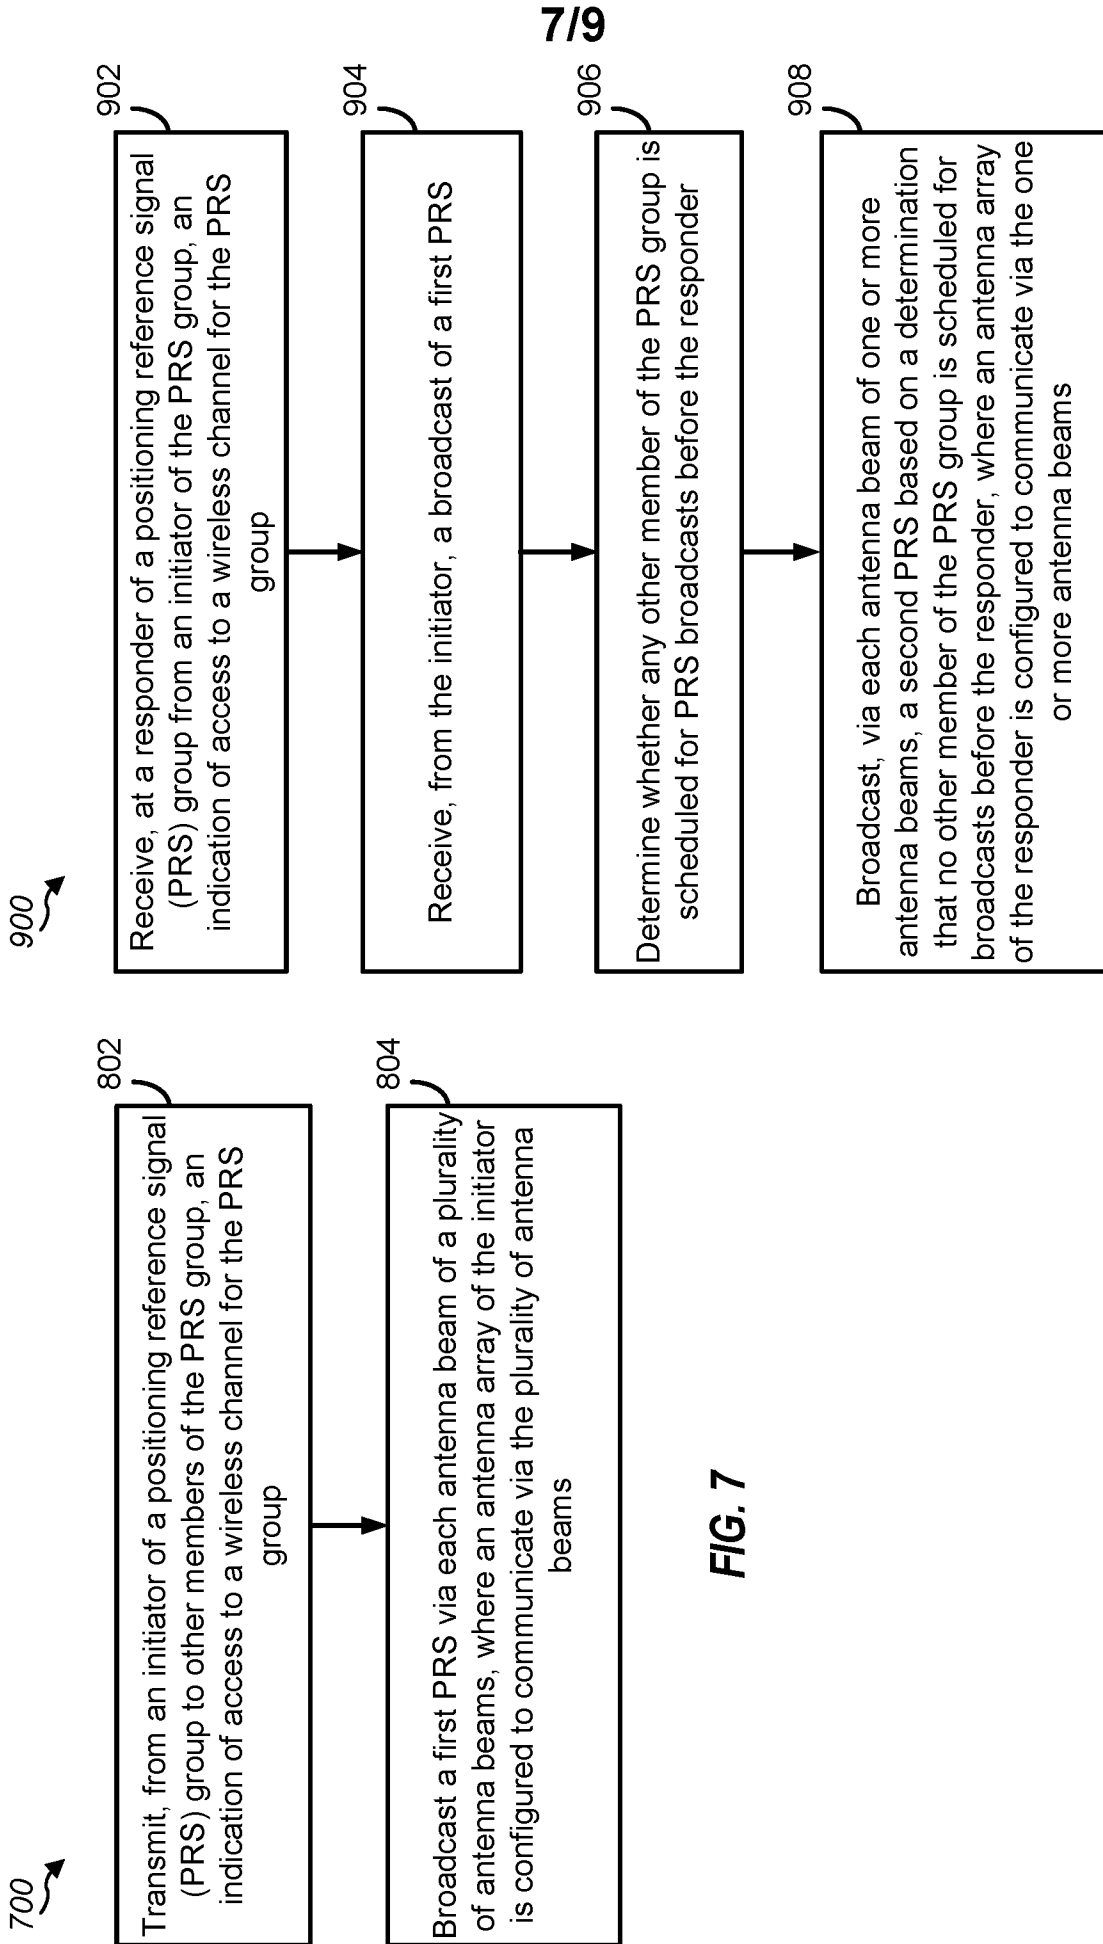 7/9
700
802
Transmit, from an initiator of a positioning reference signal
(PRS) group to other members of the PRS group, an
indication of access to a wireless channel for the PRS
group
804
Broadcast a first PRS via each antenna beam of a plurality
of antenna beams, where an antenna array of the initiator
is configured to communicate via the plurality of antenna
beams
FIG. 7
900
902
Receive, at a responder of a positioning reference signal
(PRS) group from an initiator of the PRS group, an
indication of access to a wireless channel for the PRS
group
904
Receive, from the initiator, a broadcast of a first PRS
906
Determine whether any other member of the PRS group is
scheduled for PRS broadcasts before the responder
908
Broadcast, via each antenna beam of one or more
antenna beams, a second PRS based on a determination
that no other member of the PRS group is scheduled for
broadcasts before the responder, where an antenna array
of the responder is configured to communicate via the one
or more antenna beams